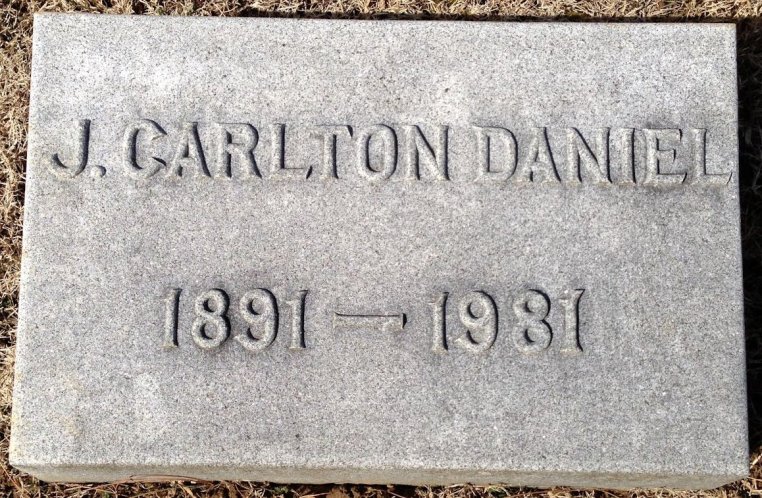 J. CARLTON DANIEL
1891 — 1981